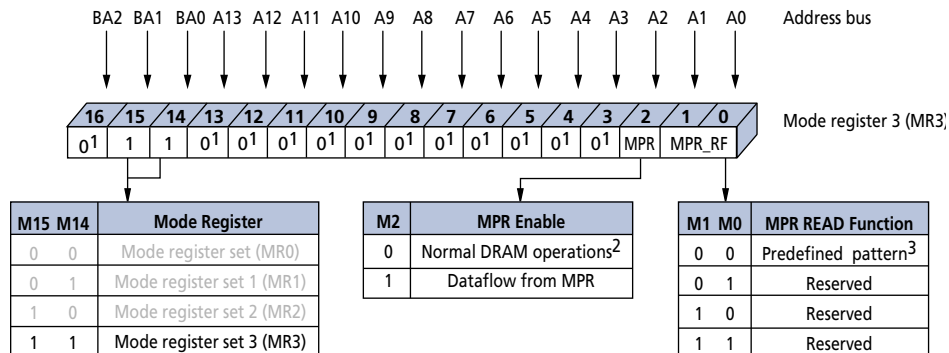 BA2 BA1 BA0 A13 A12 A11 A10 A9 A8 A7 A6 A5 A4 A3 A2 A1 A0 Address bus
16 15 14 13 12 11 10 9 8 7 6 5 4 3 2 1 0
Mode register 3 (MR3)
0¹ 1 1 0¹ 0¹ 0¹ 0¹ 0¹ 0¹ 0¹ 0¹ 0¹ 0¹ 0¹ MPR MPR_RF
M15 M14 Mode Register
0 0 Mode register set (MR0)
0 1 Mode register set 1 (MR1)
1 0 Mode register set 2 (MR2)
1 1 Mode register set 3 (MR3)
M2 MPR Enable
0 Normal DRAM operations²
1 Dataflow from MPR
M1 M0 MPR READ Function
0 0 Predefined pattern³
0 1 Reserved
1 0 Reserved
1 1 Reserved